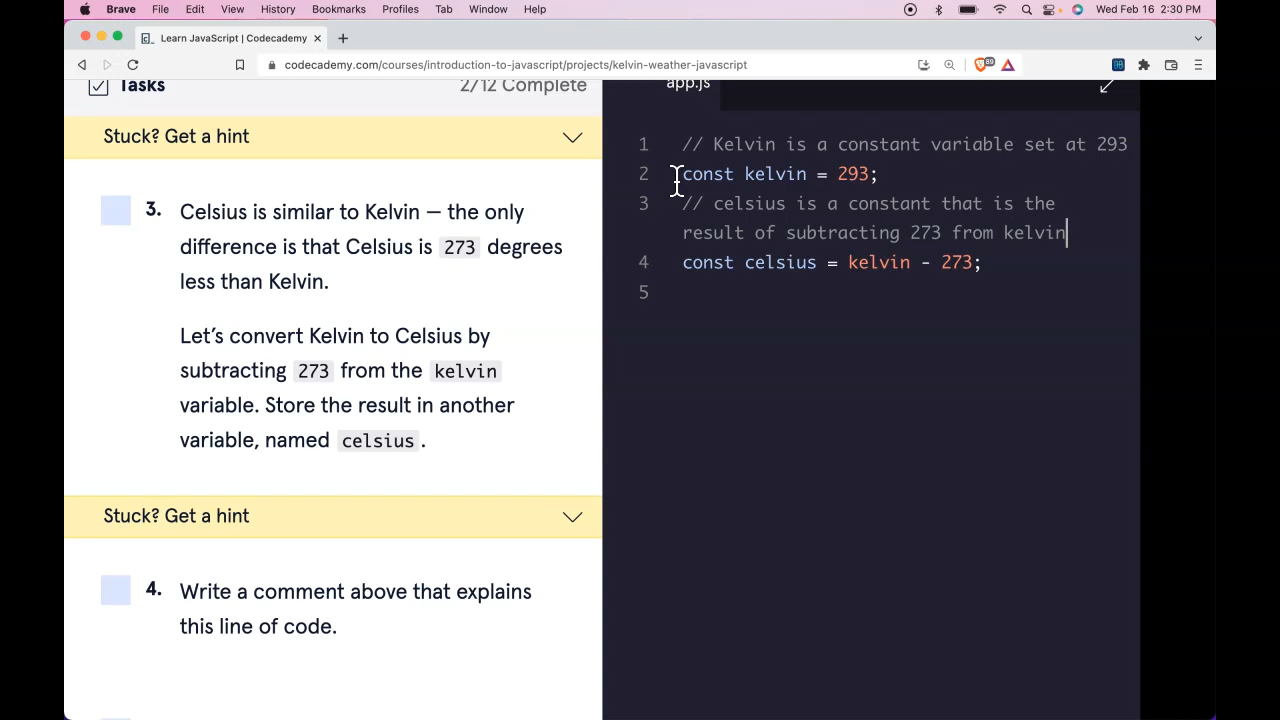 Brave File Edit View History Bookmarks Profiles Tab Window Help Wed Feb 16 2:30 PM
Learn JavaScript | Codecademy
codecademy.com/courses/introduction-to-javascript/projects/kelvin-weather-javascript
89
Tasks 2/12 Complete
Stuck? Get a hint
3. Celsius is similar to Kelvin — the only
difference is that Celsius is 273 degrees
less than Kelvin.
Let's convert Kelvin to Celsius by
subtracting 273 from the kelvin
variable. Store the result in another
variable, named celsius.
Stuck? Get a hint
4. Write a comment above that explains
this line of code.
app.js
1 // Kelvin is a constant variable set at 293
2 const kelvin = 293;
3 // celsius is a constant that is the
result of subtracting 273 from kelvin
4 const celsius = kelvin - 273;
5